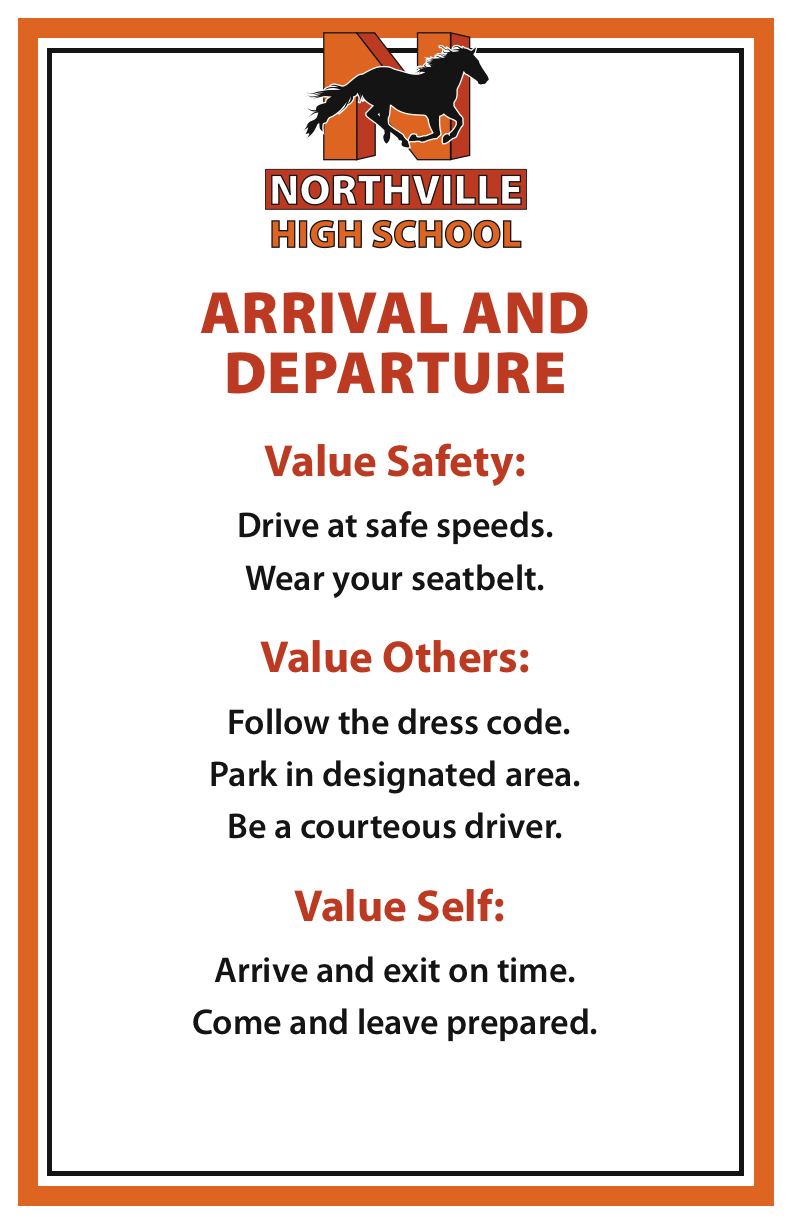 N
NORTHVILLE
HIGH SCHOOL
ARRIVAL AND
DEPARTURE
Value Safety:
Drive at safe speeds.
Wear your seatbelt.
Value Others:
Follow the dress code.
Park in designated area.
Be a courteous driver.
Value Self:
Arrive and exit on time.
Come and leave prepared.